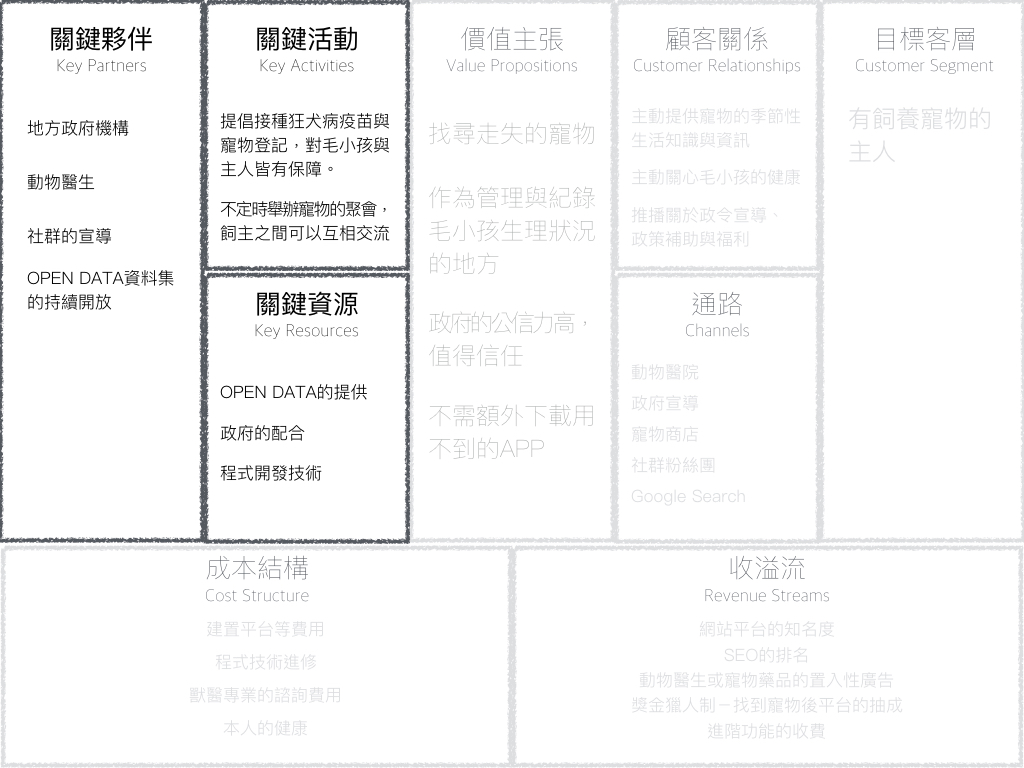 關鍵夥伴
Key Partners
地方政府機構
動物醫生
社群的宣導
OPEN DATA資料集
的持續開放
關鍵活動
Key Activities
提倡接種狂犬病疫苗與
寵物登記，對毛小孩與
主人皆有保障。
不定時舉辦寵物的聚會，
飼主之間可以互相交流
關鍵資源
Key Resources
OPEN DATA的提供
政府的配合
程式開發技術
價值主張
Value Propositions
找尋走失的寵物
作為管理與紀錄
毛小孩生理狀況
的地方
政府的公信力高，
值得信任
不需額外下載用
不到的APP
顧客關係
Customer Relationships
主動提供寵物的季節性
生活知識與資訊
主動關心毛小孩的健康
推播關於政令宣導、
政策補助與福利
通路
Channels
動物醫院
政府宣導
寵物商店
社群粉絲團
Google Search
目標客層
Customer Segment
有飼養寵物的
主人
成本結構
Cost Structure
建置平台等費用
程式技術進修
獸醫專業的諮詢費用
本人的健康
收溢流
Revenue Streams
網站平台的知名度
SEO的排名
動物醫生或寵物藥品的置入性廣告
獎金獵人制－找到寵物後平台的抽成
進階功能的收費